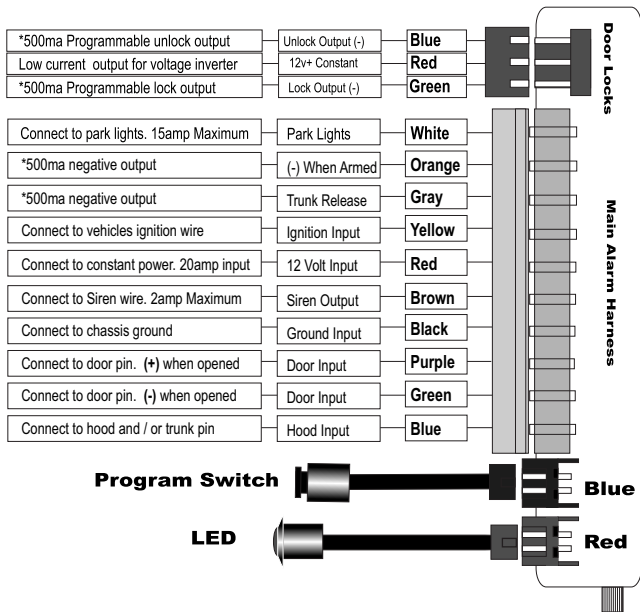 *500ma Programmable unlock output Unlock Output (-) Blue
Low current output for voltage inverter 12v+ Constant Red
*500ma Programmable lock output Lock Output (-) Green
Door Locks
Connect to park lights. 15amp Maximum Park Lights White
*500ma negative output (-) When Armed Orange
*500ma negative output Trunk Release Gray
Connect to vehicles ignition wire Ignition Input Yellow
Connect to constant power. 20amp input 12 Volt Input Red
Connect to Siren wire. 2amp Maximum Siren Output Brown
Connect to chassis ground Ground Input Black
Connect to door pin. (+) when opened Door Input Purple
Connect to door pin. (-) when opened Door Input Green
Connect to hood and / or trunk pin Hood Input Blue
Main Alarm Harness
Program Switch Blue
LED Red